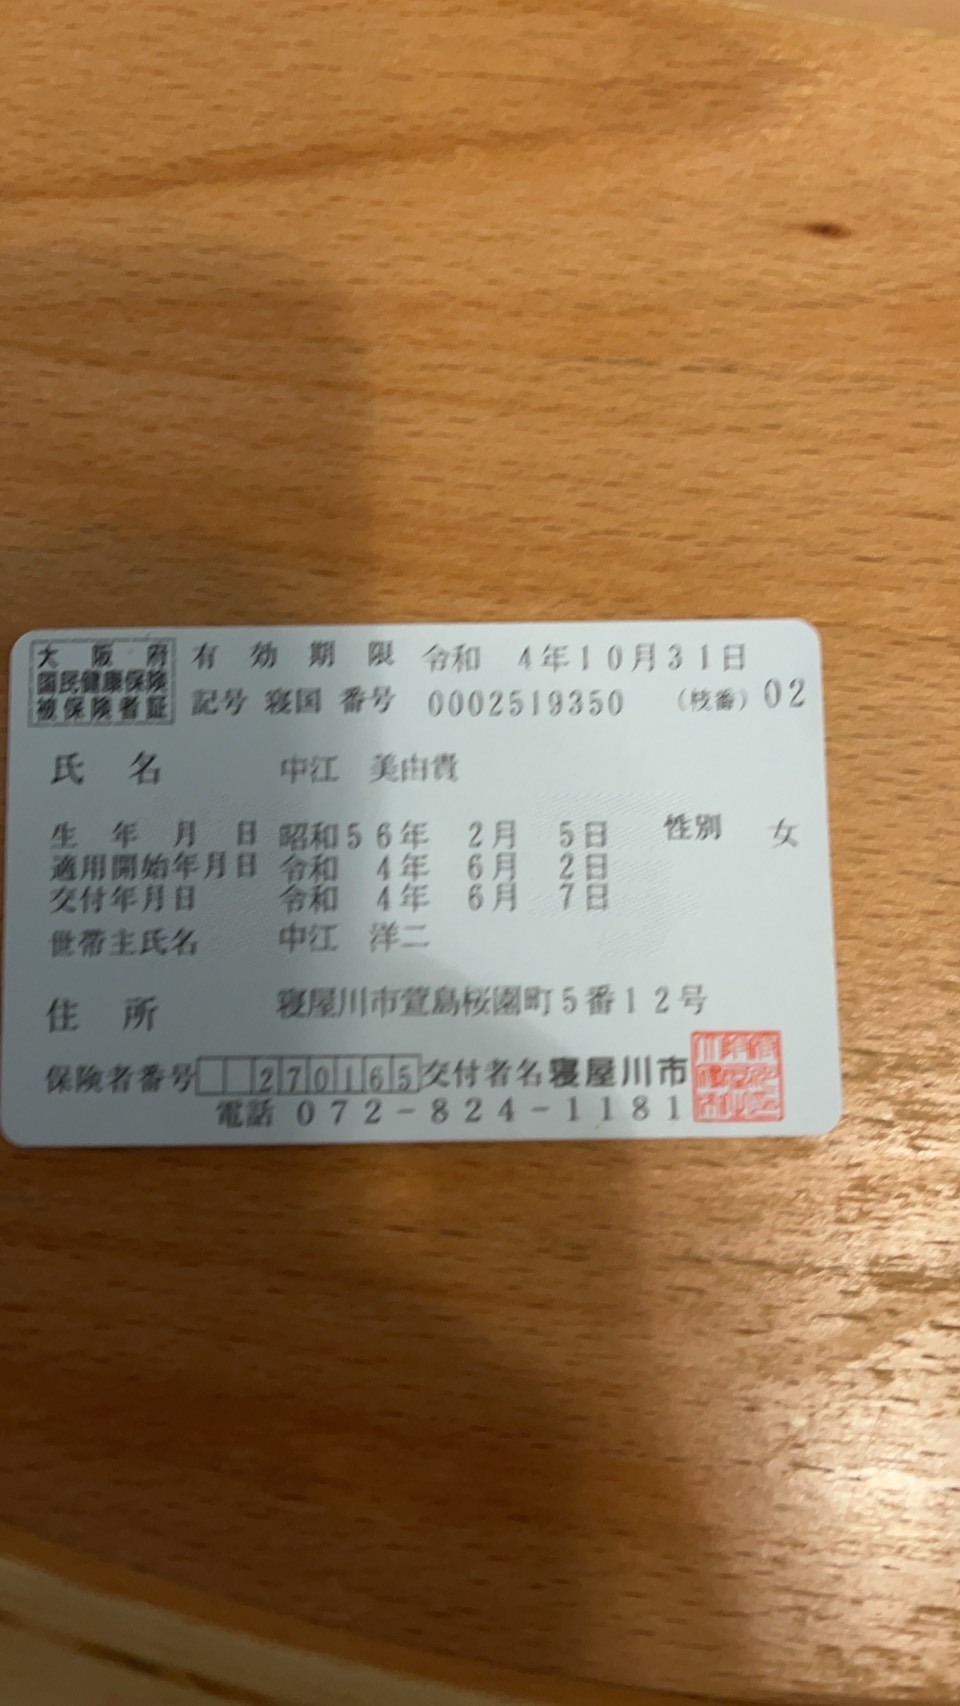 大阪府
国民健康保険
被保険者証
有効期限 令和 4年10月31日
記号 寝国 番号 0002519350 (枝番) 02
氏名 中江 美由貴
生年月日 昭和56年 2月 5日 性別 女
適用開始年月日 令和 4年 6月 2日
交付年月日 令和 4年 6月 7日
世帯主氏名 中江 洋二
住所 寝屋川市萱島桜園町5番12号
保険者番号 270165 交付者名 寝屋川市
電話 072-824-1181